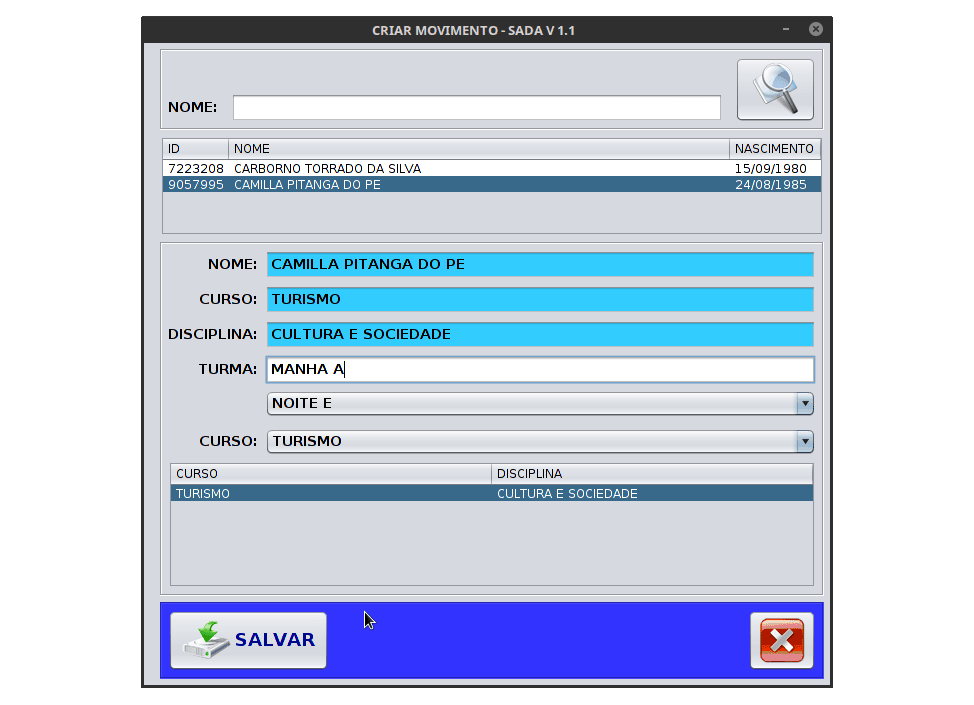 CRIAR MOVIMENTO - SADA V 1.1
NOME:
ID NOME NASCIMENTO
7223208 CARBORNO TORRADO DA SILVA 15/09/1980
9057995 CAMILLA PITANGA DO PE 24/08/1985
NOME: CAMILLA PITANGA DO PE
CURSO: TURISMO
DISCIPLINA: CULTURA E SOCIEDADE
TURMA: MANHA A
NOITE E
CURSO: TURISMO
CURSO DISCIPLINA
TURISMO CULTURA E SOCIEDADE
SALVAR